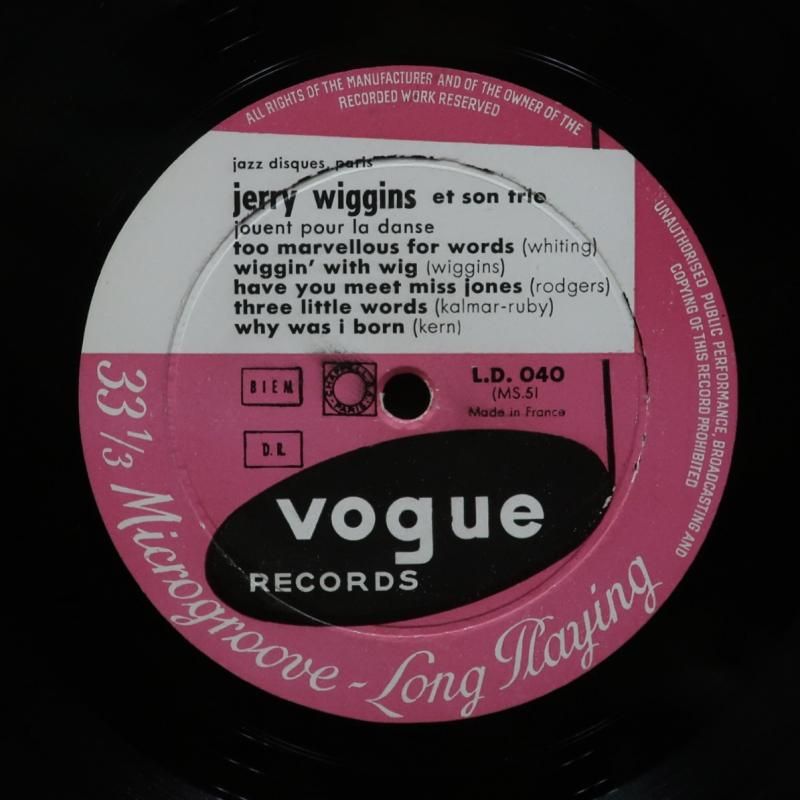 ALL RIGHTS OF THE MANUFACTURER AND OF THE OWNER OF THE
RECORDED WORK RESERVED
jazz disques, paris
jerry wiggins et son trio
jouent pour la danse
too marvellous for words (whiting)
wiggin' with wig (wiggins)
have you meet miss jones (rodgers)
three little words (kalmar-ruby)
why was i born (kern)
BIEM
D.R.
L.D. 040
(MS.5)
Made in France
vogue
RECORDS
33 1/3 Microgroove - Long Playing
UNAUTHORISED PUBLIC PERFORMANCE, BROADCASTING AND
COPYING OF THIS RECORD PROHIBITED